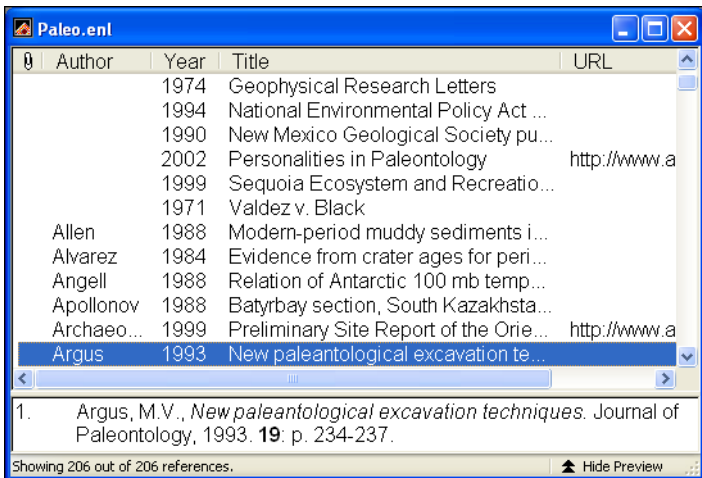 Paleo.enl
Author Year Title URL
1974 Geophysical Research Letters
1994 National Environmental Policy Act ...
1990 New Mexico Geological Society pu...
2002 Personalities in Paleontology http://www.a
1999 Sequoia Ecosystem and Recreatio...
1971 Valdez v. Black
Allen 1988 Modern-period muddy sediments i...
Alvarez 1984 Evidence from crater ages for peri...
Angell 1988 Relation of Antarctic 100 mb temp...
Apollonov 1988 Batyrbay section, South Kazakhsta...
Archaeo... 1999 Preliminary Site Report of the Orie... http://www.a
Argus 1993 New paleantological excavation te...
1. Argus, M.V., New paleantological excavation techniques. Journal of
Paleontology, 1993. 19: p. 234-237.
Showing 206 out of 206 references. Hide Preview